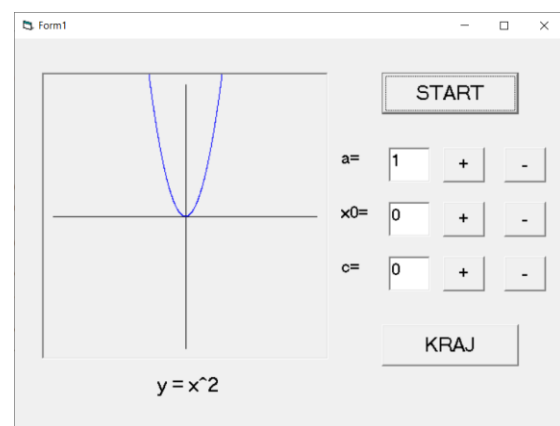 Form1
START
a= 1 + -
x0= 0 + -
c= 0 + -
KRAJ
y = x^2